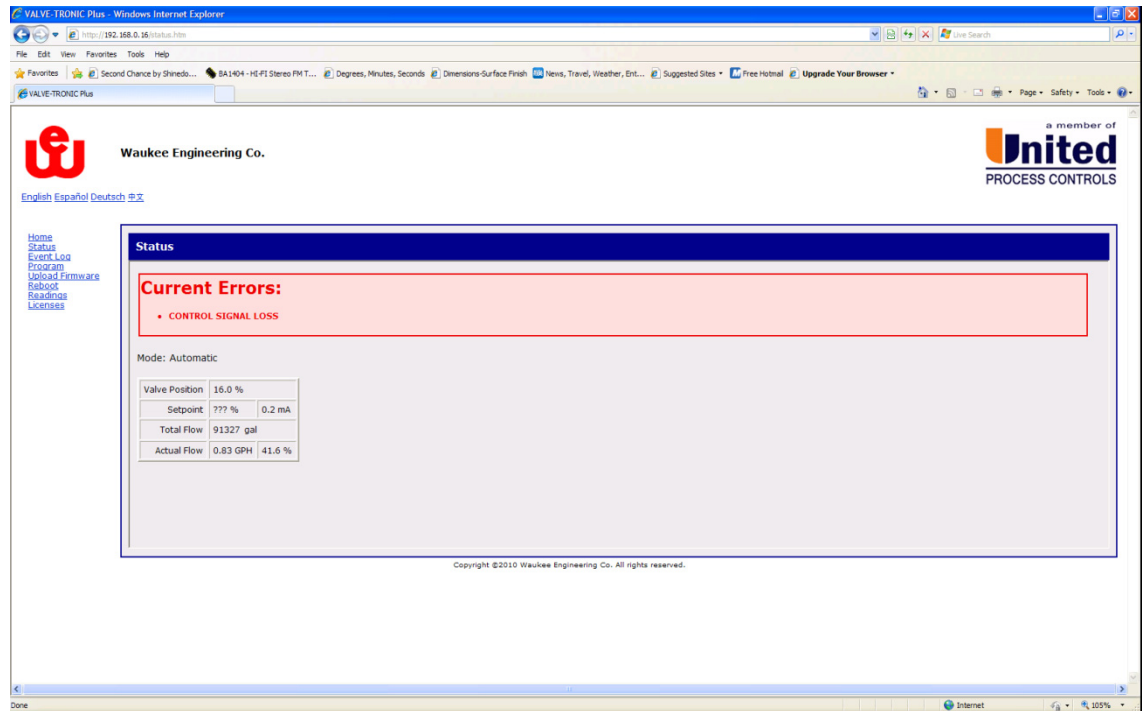 VALVE-TRONIC Plus - Windows Internet Explorer
http://192.168.0.16/status.htm
Live Search
File Edit View Favorites Tools Help
Favorites Second Chance by Shinedo... BA1404 - HI-FI Stereo FM T... Degrees, Minutes, Seconds Dimensions-Surface Finish News, Travel, Weather, Ent... Suggested Sites Free Hotmail Upgrade Your Browser
VALVE-TRONIC Plus
Page Safety Tools
Waukee Engineering Co.
a member of
United
PROCESS CONTROLS
English Español Deutsch 中文
Home
Status
Event Log
Program
Upload Firmware
Reboot
Readings
Licenses
Status
Current Errors:
• CONTROL SIGNAL LOSS
Mode: Automatic
Valve Position 16.0 %
Setpoint ??? % 0.2 mA
Total Flow 91327 gal
Actual Flow 0.83 GPH 41.6 %
Copyright ©2010 Waukee Engineering Co. All rights reserved.
Done
Internet
105%